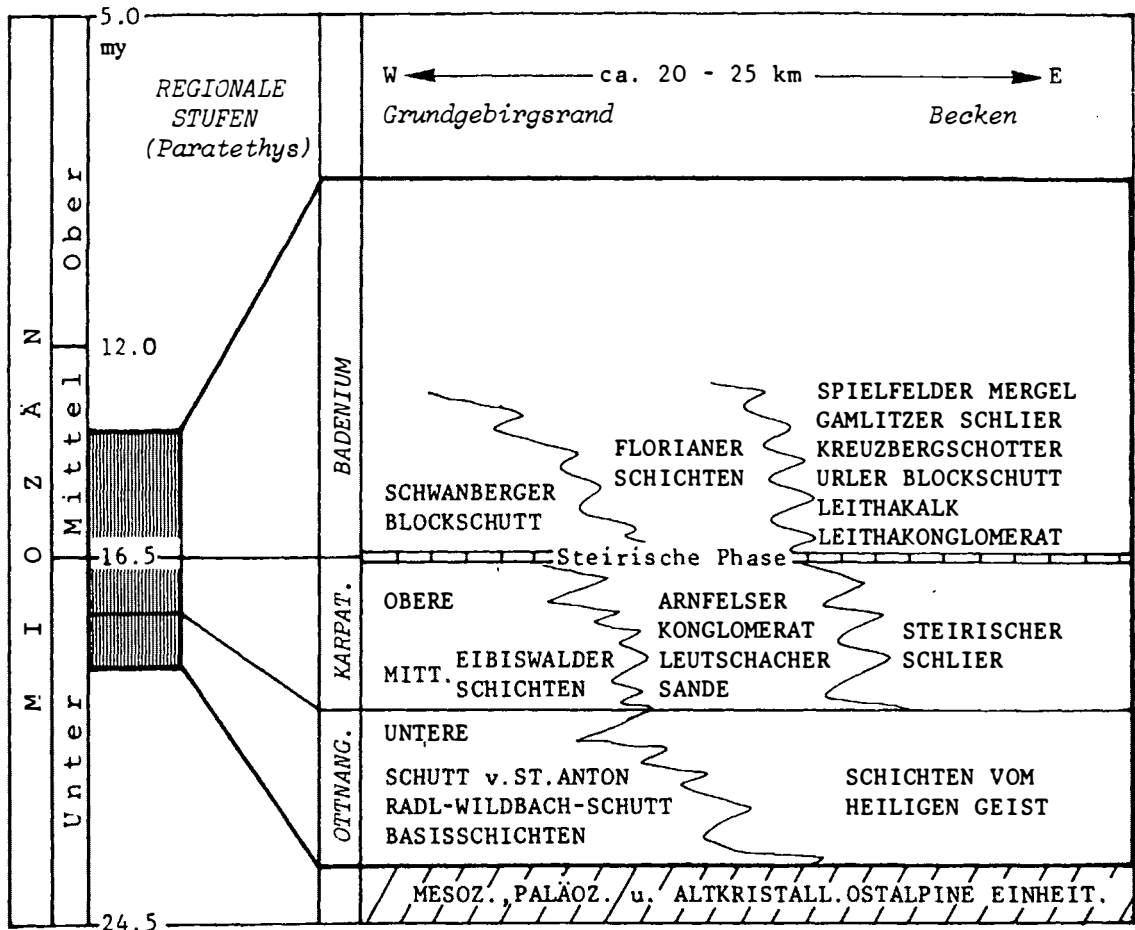 MIOZÄN
Ober
Mittel
Unter
5.0
my
12.0
16.5
24.5
REGIONALE
STUFEN
(Paratethys)
W ca. 20 - 25 km E
Grundgebirgsrand Becken
BADENIUM
SCHWANBERGER
BLOCKSCHUTT
FLORIANER
SCHICHTEN
SPIELFELDER MERGEL
GAMLITZER SCHLIER
KREUZBERGSCHOTTER
URLER BLOCKSCHUTT
LEITHAKALK
LEITHAKONGLOMERAT
Steirische Phase
KARPAT.
OBERE
MITT. EIBISWALDER
SCHICHTEN
ARNFELSER
KONGLOMERAT
LEUTSCHACHER
SANDE
STEIRISCHER
SCHLIER
OTTNANG.
UNTERE
SCHUTT v.ST.ANTON
RADL-WILDBACH-SCHUTT
BASISSCHICHTEN
SCHICHTEN VOM
HEILIGEN GEIST
MESOZ.,PALÄOZ. u. ALTKRISTALL.OSTALPINE EINHEIT.